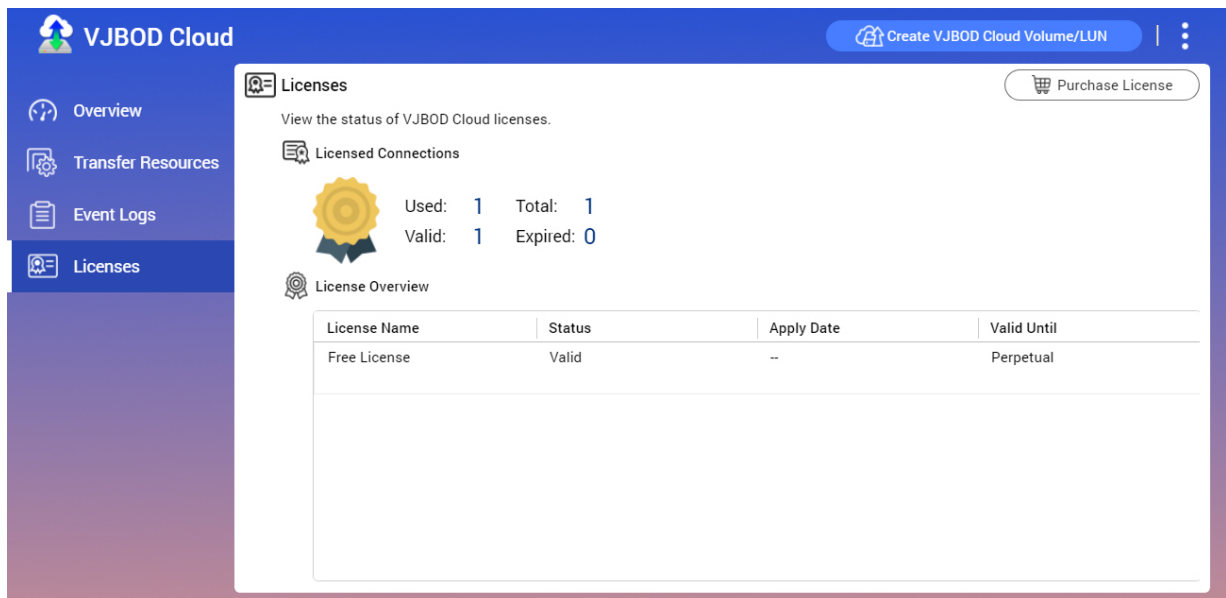 VJBOD Cloud
Create VJBOD Cloud Volume/LUN
Overview
Transfer Resources
Event Logs
Licenses
Licenses
Purchase License
View the status of VJBOD Cloud licenses.
Licensed Connections
Used: 1 Total: 1
Valid: 1 Expired: 0
License Overview
License Name Status Apply Date Valid Until
Free License Valid -- Perpetual